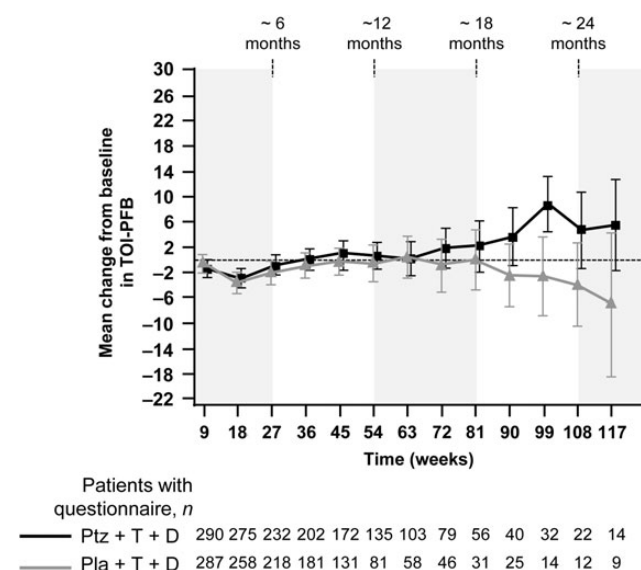 ~ 6 ~12 ~ 18 ~ 24
months months months months
30
26
22
18
14
10
6
2
–2
–6
–10
–14
–18
–22
Mean change from baseline
in TOI-PFB
9 18 27 36 45 54 63 72 81 90 99 108 117
Time (weeks)
Patients with
questionnaire, n
Ptz + T + D 290 275 232 202 172 135 103 79 56 40 32 22 14
Pla + T + D 287 258 218 181 131 81 58 46 31 25 14 12 9